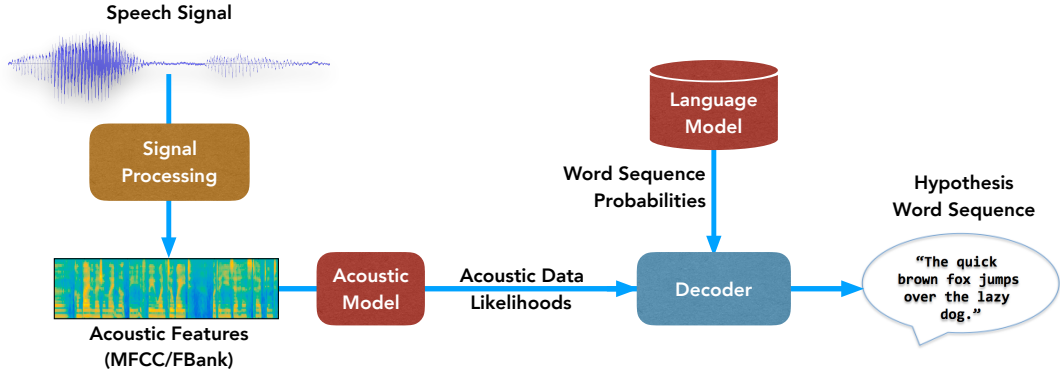 Speech Signal
Signal
Processing
Acoustic Features
(MFCC/FBank)
Acoustic
Model
Acoustic Data
Likelihoods
Language
Model
Word Sequence
Probabilities
Decoder
Hypothesis
Word Sequence
“The quick
brown fox jumps
over the lazy
dog.”